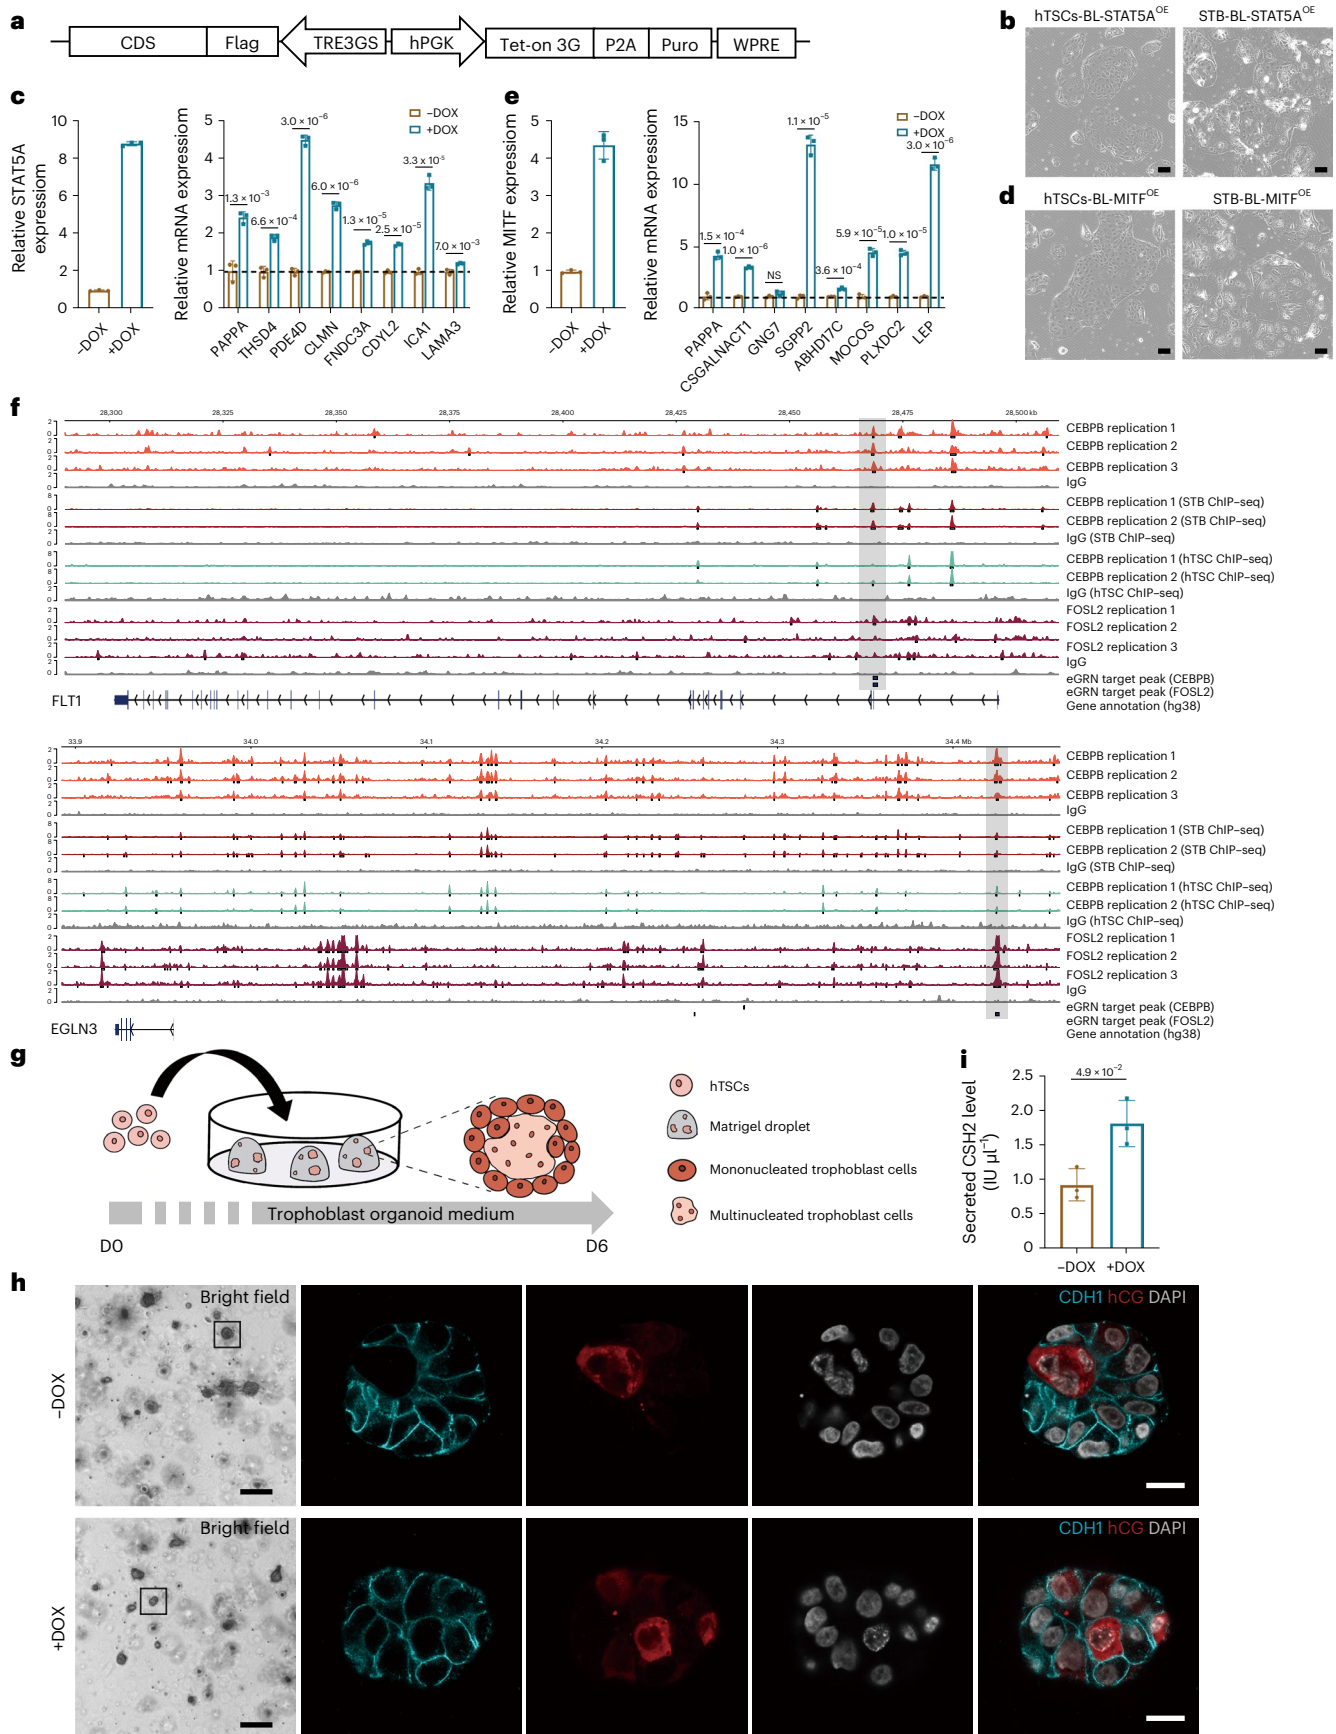 a
CDS
Flag
TRE3GS
hPGK
Tet-on 3G
P2A
Puro
WPRE
b
hTSCs-BL-STAT5A^OE
STB-BL-STAT5A^OE
c
Relative STAT5A
expressiom
10
8
6
4
2
0
–DOX
+DOX
Relative mRNA expressiom
5
4
3
2
1
0
–DOX
+DOX
1.3 × 10⁻³
6.6 × 10⁻⁴
3.0 × 10⁻⁶
6.0 × 10⁻⁶
1.3 × 10⁻⁵
2.5 × 10⁻⁵
3.3 x 10⁻⁵
7.0 × 10⁻³
PAPPA
THSD4
PDE4D
CLMN
FNDC3A
CDYL2
ICA1
LAMA3
e
Relative MITF expressiom
5
4
3
2
1
0
–DOX
+DOX
Relative mRNA expressiom
15
10
5
0
–DOX
+DOX
1.5 × 10⁻⁴
1.0 × 10⁻⁶
NS
1.1 × 10⁻⁵
3.6 × 10⁻⁴
5.9 × 10⁻⁵
1.0 × 10⁻⁵
3.0 × 10⁻⁶
PAPPA
CSGALNACT1
GNG7
SGPP2
ABHD17C
MOCOS
PLXDC2
LEP
d
hTSCs-BL-MITF^OE
STB-BL-MITF^OE
f
28,300
28,325
28,350
28,375
28,400
28,425
28,450
28,475
28,500 kb
CEBPB replication 1
CEBPB replication 2
CEBPB replication 3
IgG
CEBPB replication 1 (STB ChIP–seq)
CEBPB replication 2 (STB ChIP–seq)
IgG (STB ChIP–seq)
CEBPB replication 1 (hTSC ChIP–seq)
CEBPB replication 2 (hTSC ChIP–seq)
IgG (hTSC ChIP–seq)
FOSL2 replication 1
FOSL2 replication 2
FOSL2 replication 3
IgG
eGRN target peak (CEBPB)
eGRN target peak (FOSL2)
Gene annotation (hg38)
FLT1
33.9
34.0
34.1
34.2
34.3
34.4 Mb
CEBPB replication 1
CEBPB replication 2
CEBPB replication 3
IgG
CEBPB replication 1 (STB ChIP–seq)
CEBPB replication 2 (STB ChIP–seq)
IgG (STB ChIP–seq)
CEBPB replication 1 (hTSC ChIP–seq)
CEBPB replication 2 (hTSC ChIP–seq)
IgG (hTSC ChIP–seq)
FOSL2 replication 1
FOSL2 replication 2
FOSL2 replication 3
IgG
eGRN target peak (CEBPB)
eGRN target peak (FOSL2)
Gene annotation (hg38)
EGLN3
g
Trophoblast organoid medium
D0
D6
hTSCs
Matrigel droplet
Mononucleated trophoblast cells
Multinucleated trophoblast cells
i
Secreted CSH2 level
(IU µl⁻¹)
2.5
2.0
1.5
1.0
0.5
0
4.9 × 10⁻²
–DOX
+DOX
h
–DOX
Bright field
CDH1 hCG DAPI
+DOX
Bright field
CDH1 hCG DAPI